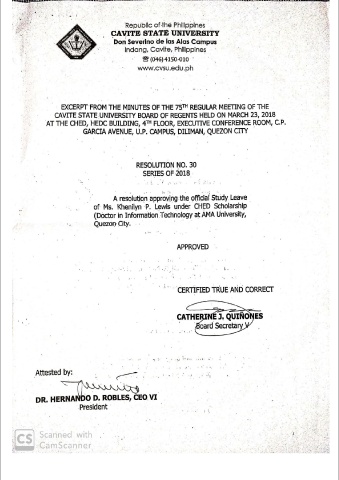 Republic of the Philippines
CAVITE STATE UNIVERSITY
Don Severino de las Alas Campus
Indang, Cavite, Philippines
☏ (046) 4150-010
www.cvsu.edu.ph
EXCERPT FROM THE MINUTES OF THE 75TH REGULAR MEETING OF THE
CAVITE STATE UNIVERSITY BOARD OF REGENTS HELD ON MARCH 23, 2018
AT THE CHED, HEDC BUILDING, 4TH FLOOR, EXECUTIVE CONFERENCE ROOM, C.P.
GARCIA AVENUE, U.P. CAMPUS, DILIMAN, QUEZON CITY
RESOLUTION NO. 30
SERIES OF 2018
A resolution approving the official Study Leave
of Ms. Khenilyn P. Lewis under CHED Scholarship
(Doctor in Information Technology at AMA University,
Quezon City.
APPROVED
CERTIFIED TRUE AND CORRECT
CATHERINE J. QUIÑONES
Board Secretary V
Attested by:
DR. HERNANDO D. ROBLES, CEO VI
President
CS Scanned with
CamScanner